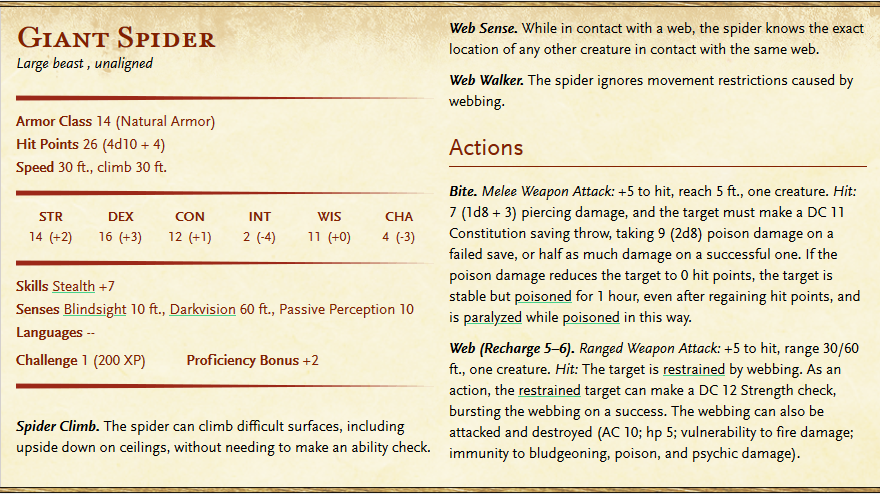 Giant Spider
Large beast , unaligned
Armor Class 14 (Natural Armor)
Hit Points 26 (4d10 + 4)
Speed 30 ft., climb 30 ft.
STR DEX CON INT WIS CHA
14 (+2) 16 (+3) 12 (+1) 2 (-4) 11 (+0) 4 (-3)
Skills Stealth +7
Senses Blindsight 10 ft., Darkvision 60 ft., Passive Perception 10
Languages --
Challenge 1 (200 XP) Proficiency Bonus +2
Spider Climb. The spider can climb difficult surfaces, including
upside down on ceilings, without needing to make an ability check.
Web Sense. While in contact with a web, the spider knows the exact
location of any other creature in contact with the same web.
Web Walker. The spider ignores movement restrictions caused by
webbing.
Actions
Bite. Melee Weapon Attack: +5 to hit, reach 5 ft., one creature. Hit:
7 (1d8 + 3) piercing damage, and the target must make a DC 11
Constitution saving throw, taking 9 (2d8) poison damage on a
failed save, or half as much damage on a successful one. If the
poison damage reduces the target to 0 hit points, the target is
stable but poisoned for 1 hour, even after regaining hit points, and
is paralyzed while poisoned in this way.
Web (Recharge 5–6). Ranged Weapon Attack: +5 to hit, range 30/60
ft., one creature. Hit: The target is restrained by webbing. As an
action, the restrained target can make a DC 12 Strength check,
bursting the webbing on a success. The webbing can also be
attacked and destroyed (AC 10; hp 5; vulnerability to fire damage;
immunity to bludgeoning, poison, and psychic damage).